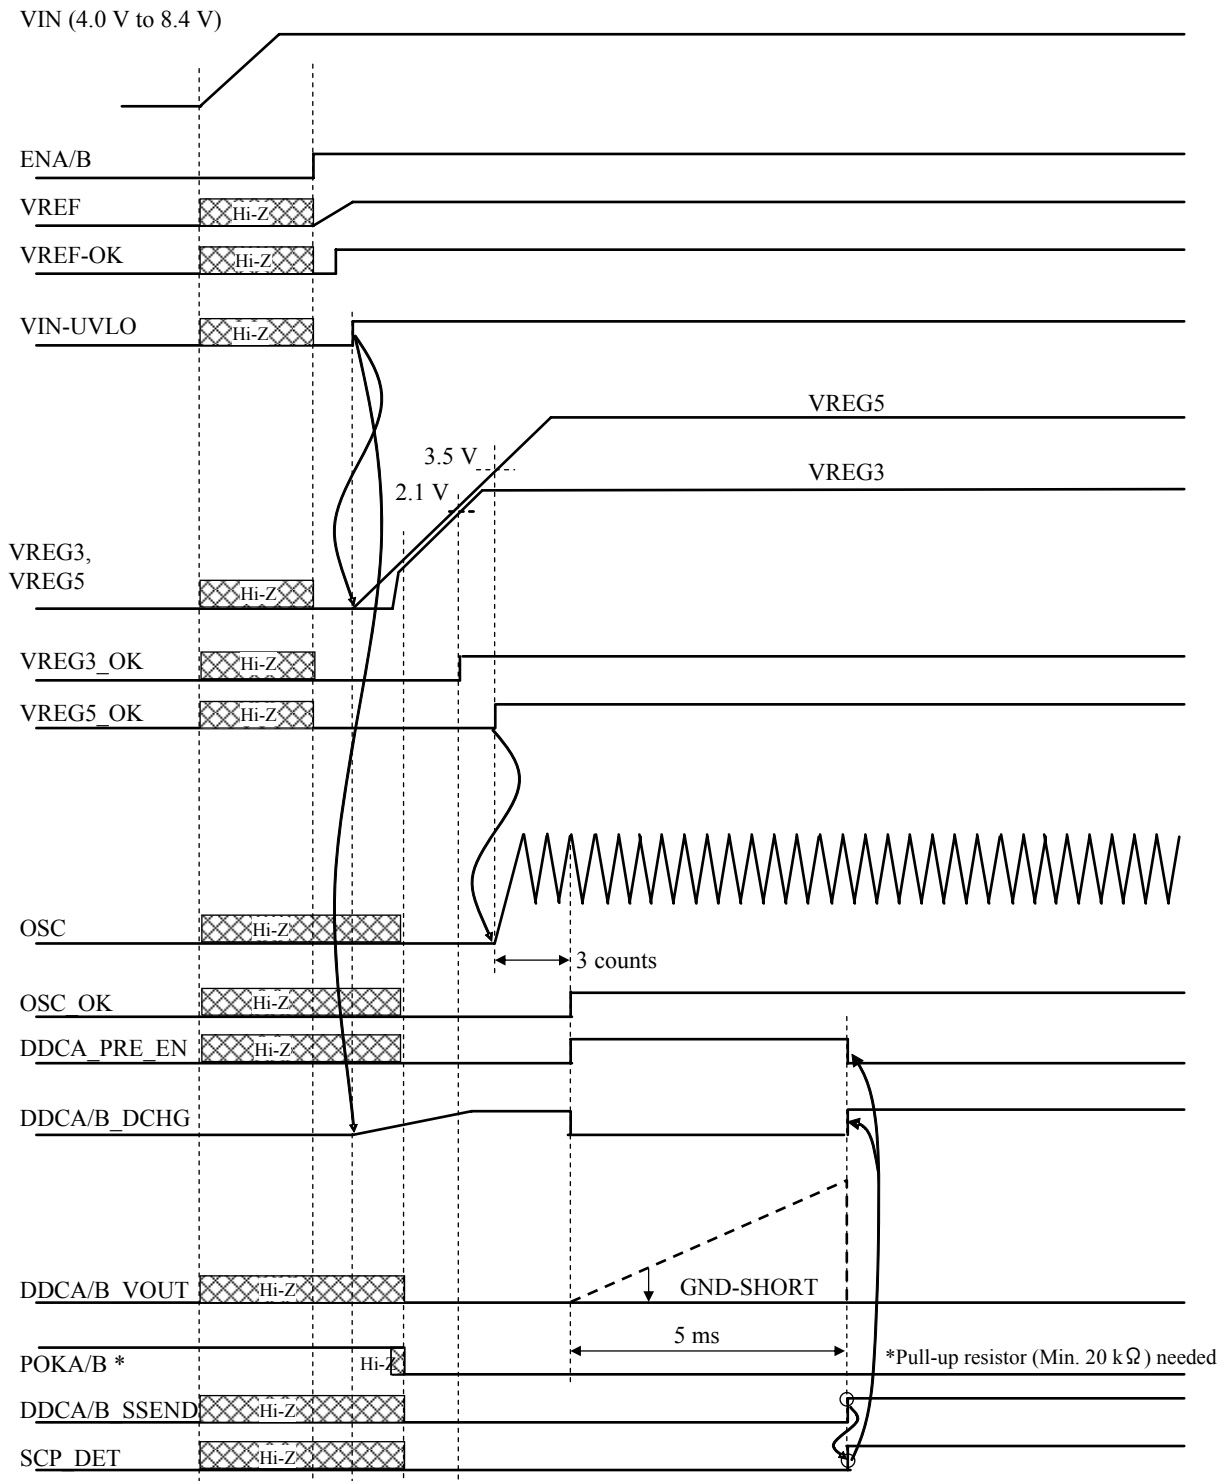 VIN (4.0 V to 8.4 V)
ENA/B
VREF
Hi-Z
VREF-OK
Hi-Z
VIN-UVLO
Hi-Z
VREG5
3.5 V
VREG3
2.1 V
VREG3,
VREG5
Hi-Z
VREG3_OK
Hi-Z
VREG5_OK
Hi-Z
OSC
Hi-Z
3 counts
OSC_OK
Hi-Z
DDCA_PRE_EN
Hi-Z
DDCA/B_DCHG
DDCA/B_VOUT
Hi-Z
GND-SHORT
5 ms
POKA/B *
Hi-Z
*Pull-up resistor (Min. 20 kΩ) needed
DDCA/B_SSEND
Hi-Z
SCP_DET
Hi-Z